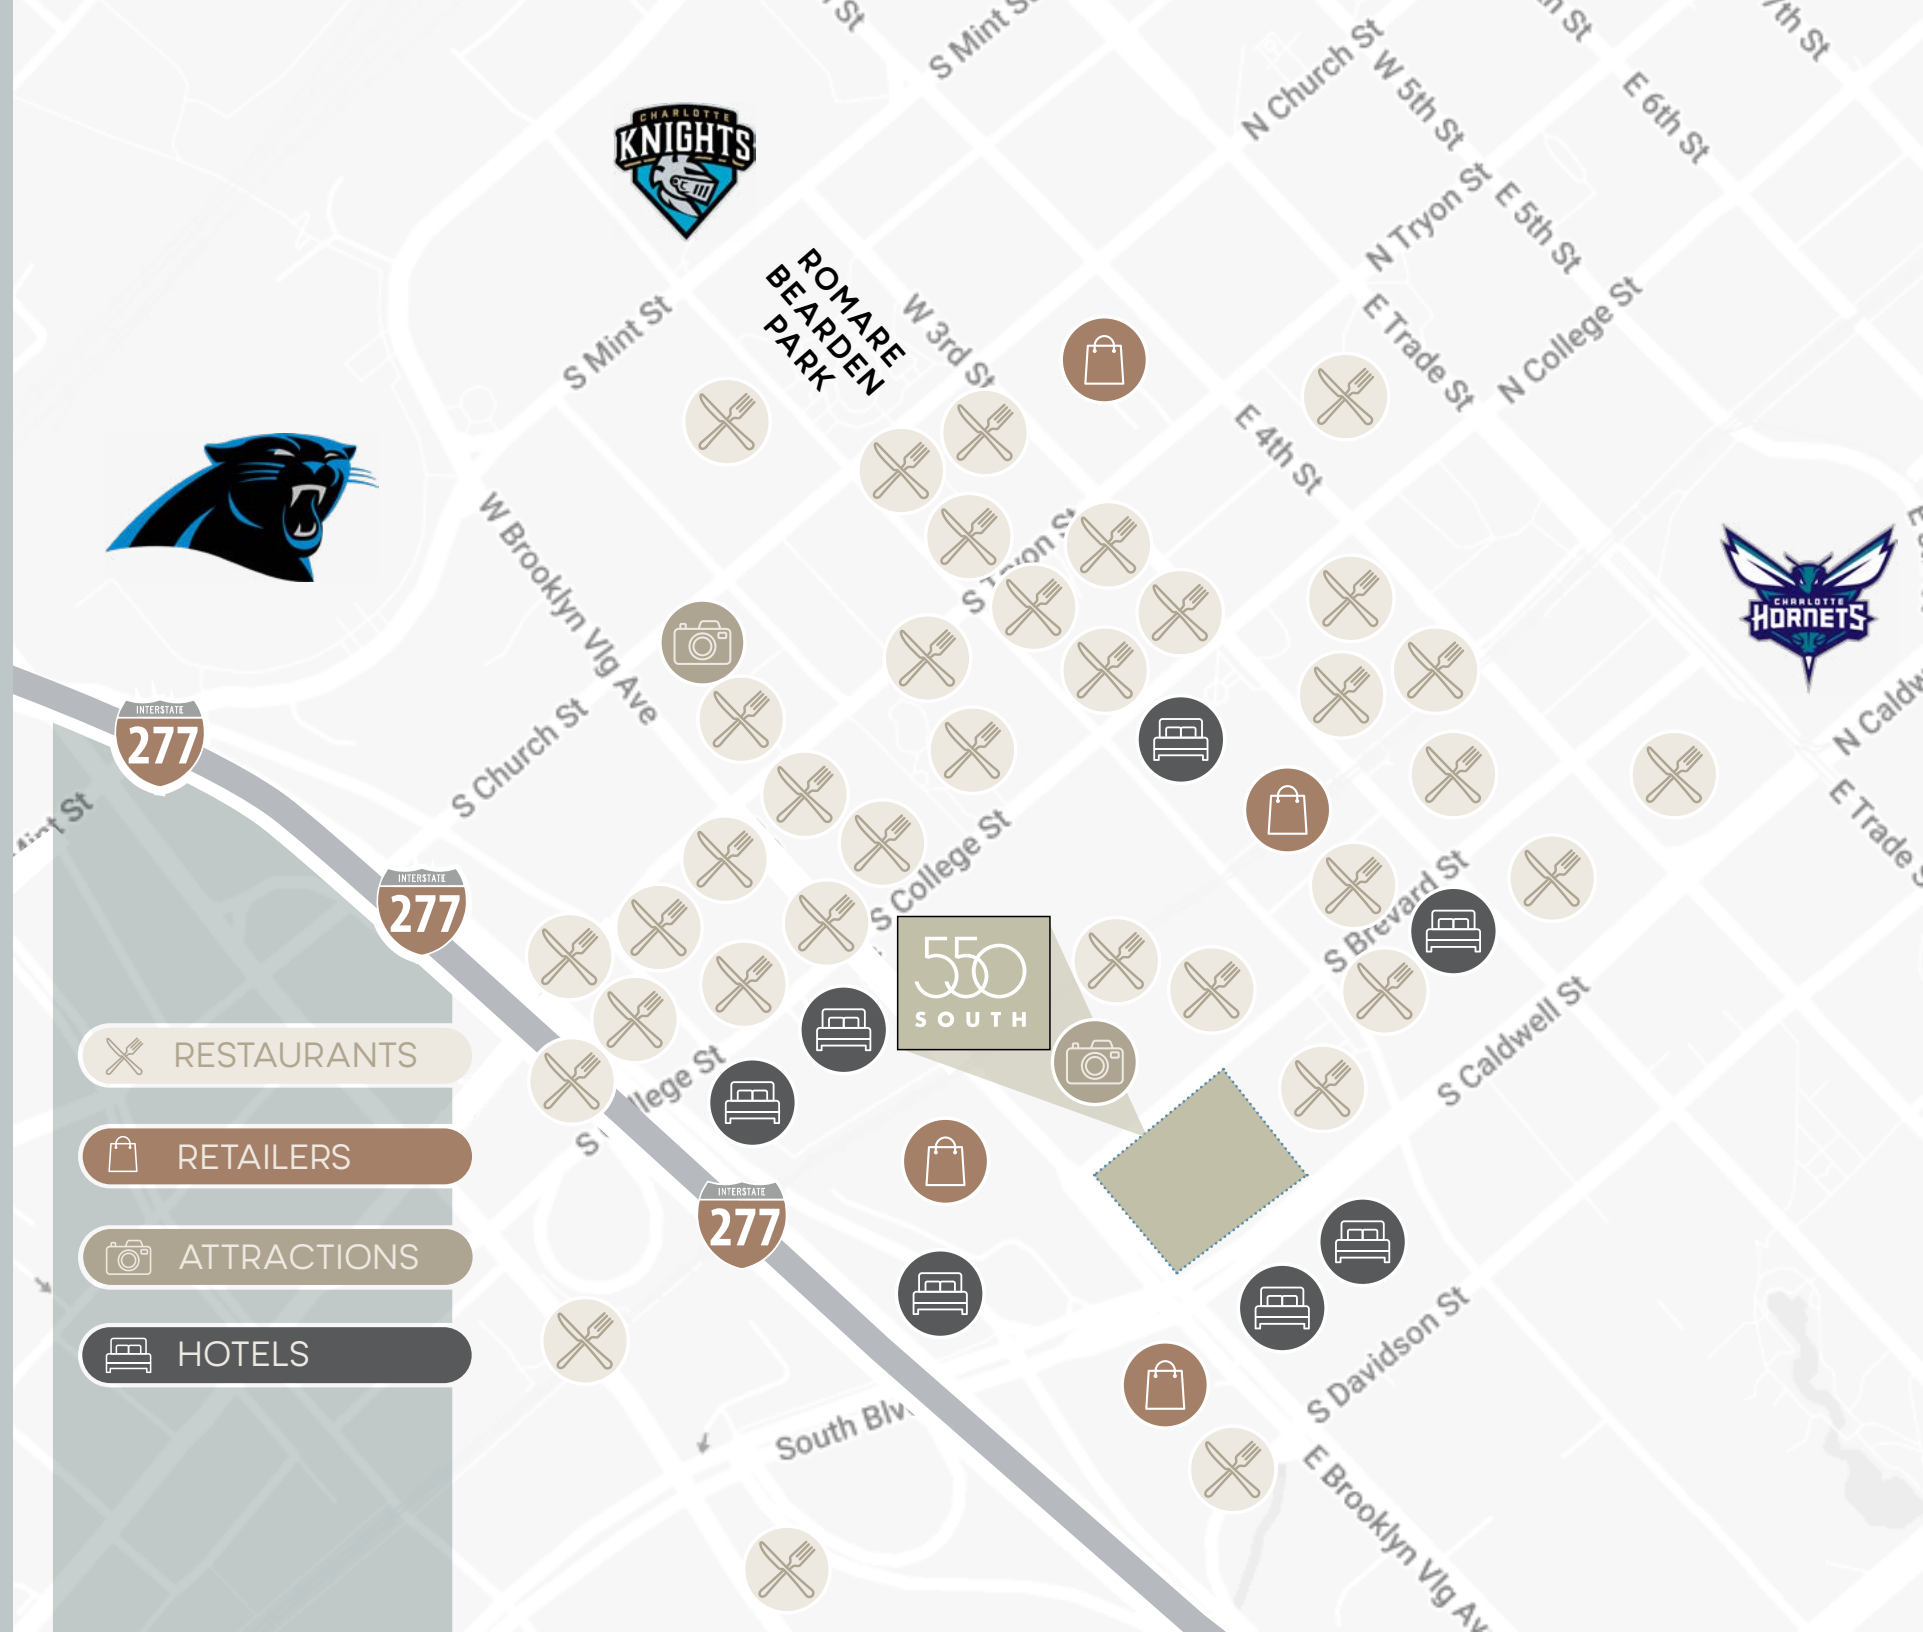 S Mint
St
N Church St
W 5th St
E 6th St
7th St
N Tryon St
E 5th St
CHARLOTTE
KNIGHTS
ROMARE
BEARDEN
PARK
S Mint St
W 3rd St
E Trade St
N College St
E 4th St
W Brooklyn Vlg Ave
CHARLOTTE
HORNETS
S Church St
INTERSTATE
277
St
S College St
S Brevard St
INTERSTATE
277
E Trade
550
SOUTH
S Caldwell St
RESTAURANTS
RETAILERS
INTERSTATE
277
ATTRACTIONS
HOTELS
S Davidson St
South
E Brooklyn Vlg